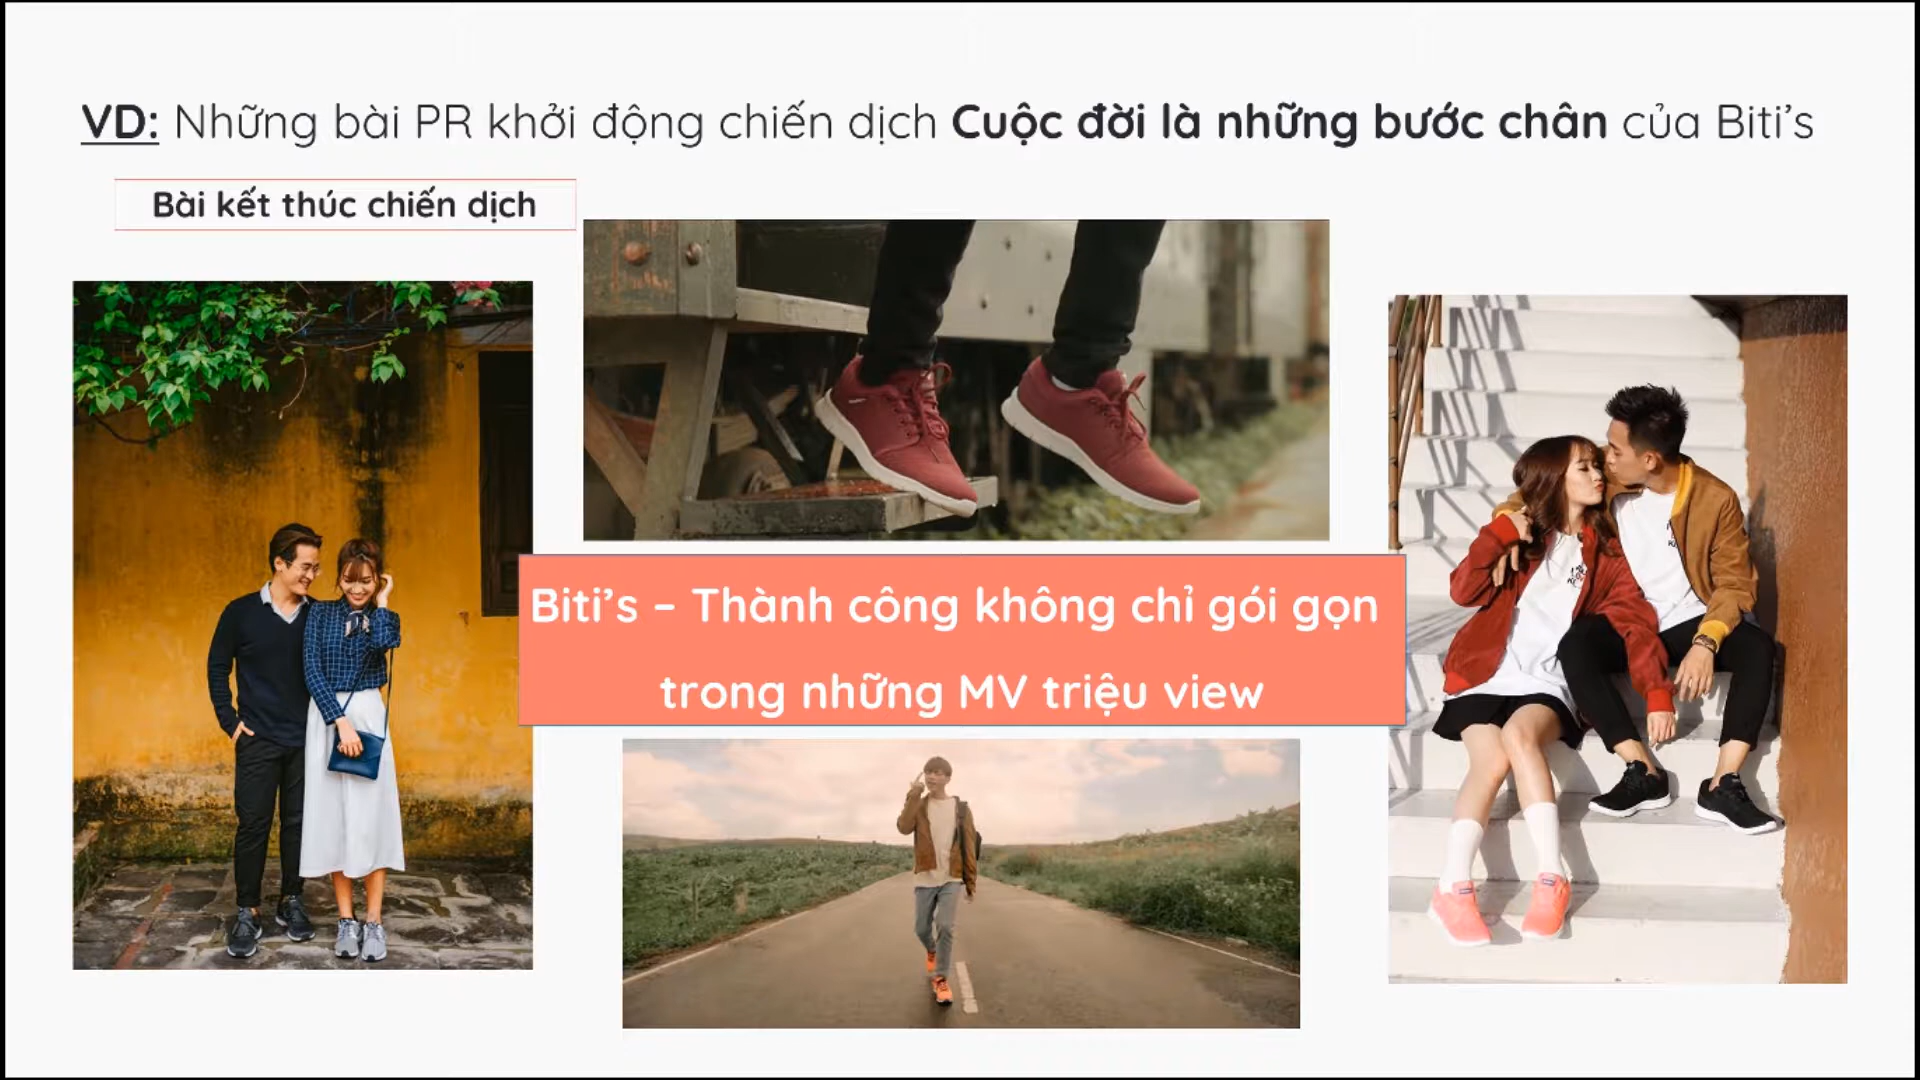 VD: Những bài PR khởi động chiến dịch Cuộc đời là những bước chân của Biti’s
Bài kết thúc chiến dịch
Biti’s – Thành công không chỉ gói gọn
trong những MV triệu view